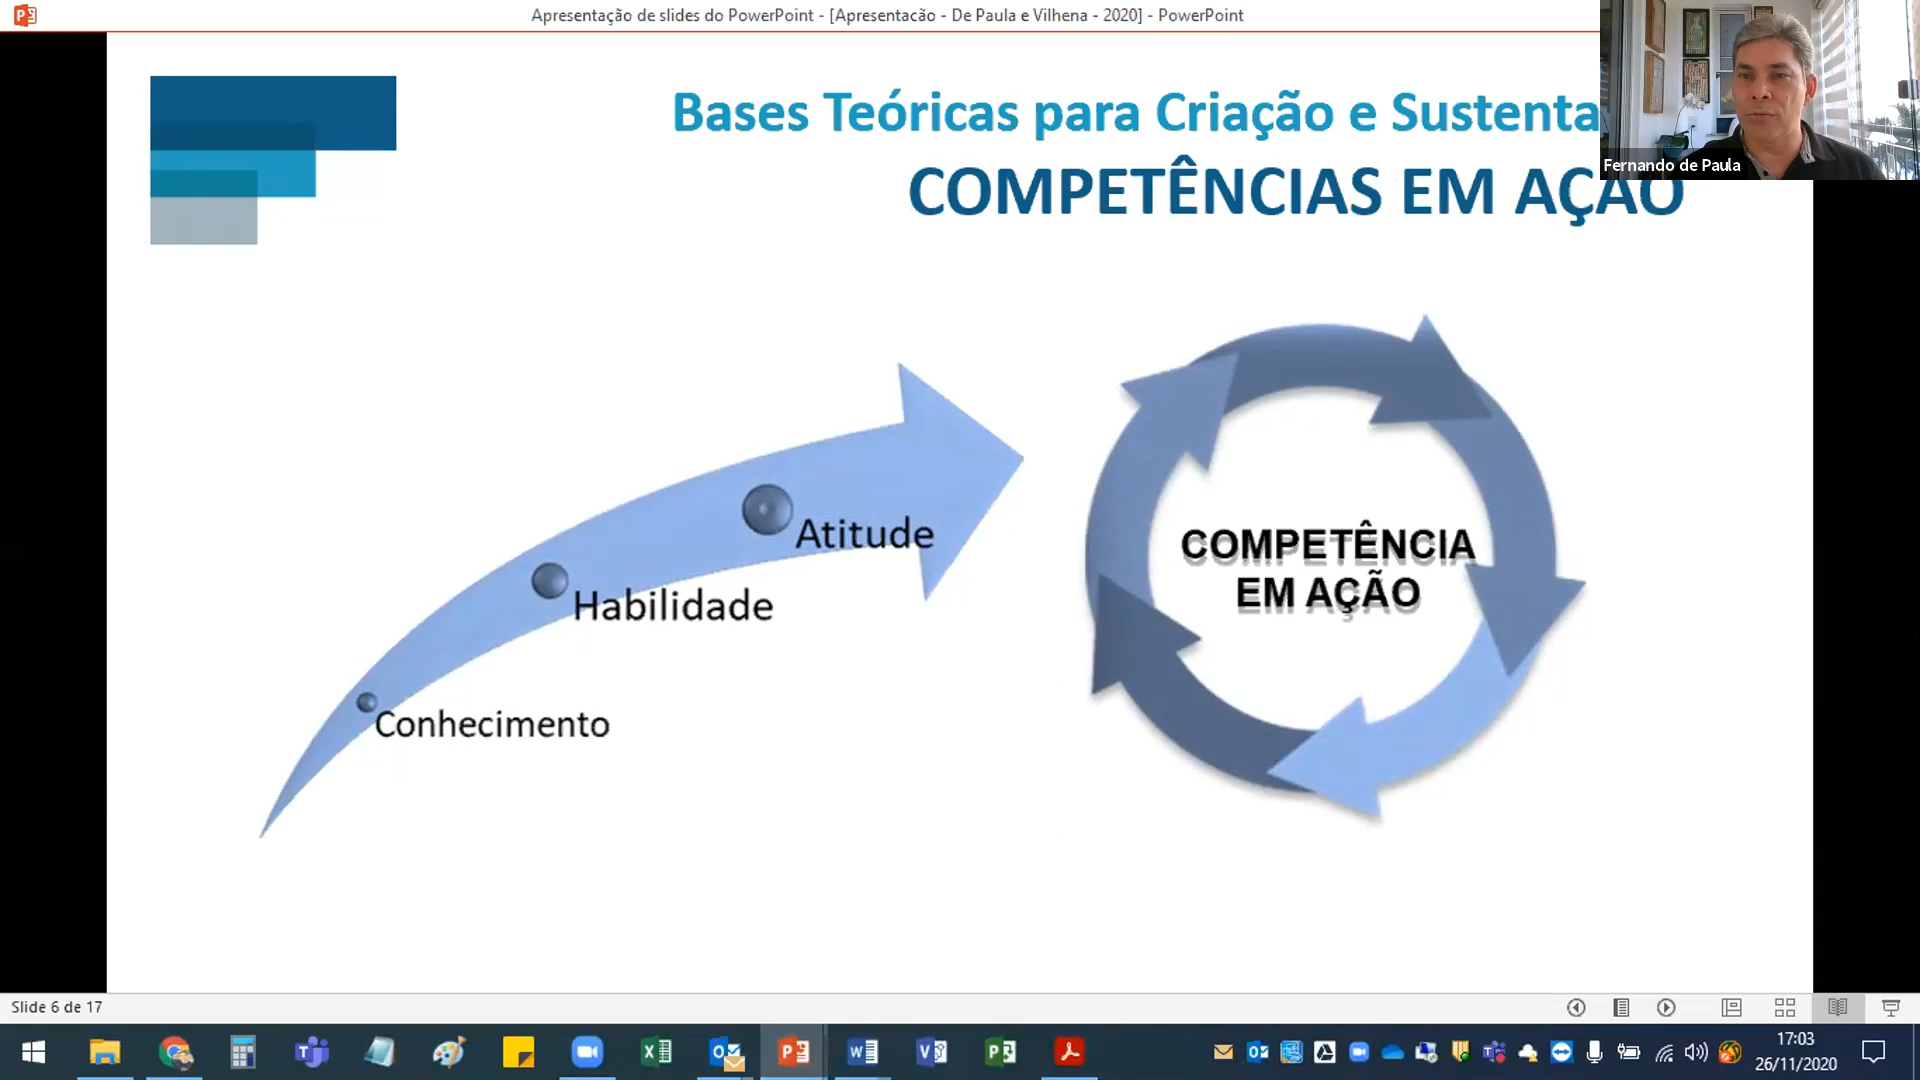 Apresentação de slides do PowerPoint - [Apresentacão - De Paula e Vilhena - 2020] - PowerPoint
Bases Teóricas para Criação e Sustenta
COMPETÊNCIAS EM AÇÃO
Fernando de Paula
Atitude
Habilidade
Conhecimento
COMPETÊNCIA
EM AÇÃO
Slide 6 de 17
17:03
26/11/2020